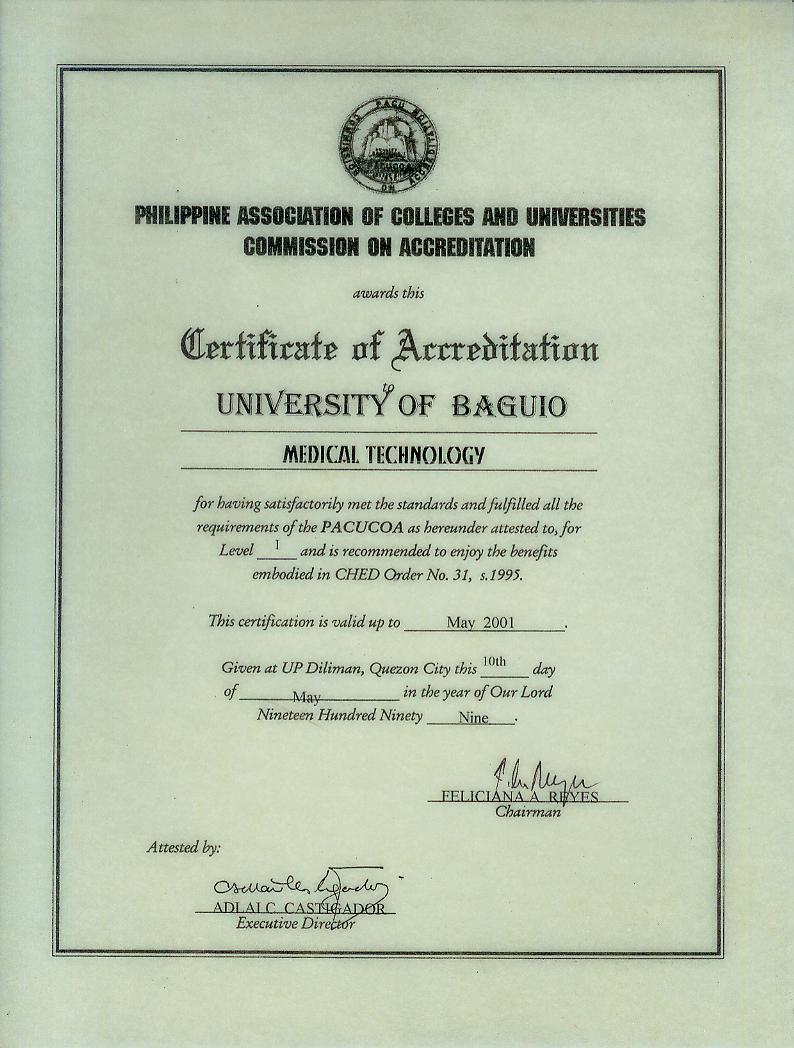 PACU COMMISSION ON ACCREDITATION
PACUCOA
PHILIPPINE ASSOCIATION OF COLLEGES AND UNIVERSITIES
COMMISSION ON ACCREDITATION
awards this
Certificate of Accreditation
to
UNIVERSITY OF BAGUIO
MEDICAL TECHNOLOGY
for having satisfactorily met the standards and fulfilled all the
requirements of the PACUCOA as hereunder attested to, for
Level I and is recommended to enjoy the benefits
embodied in CHED Order No. 31, s.1995.
This certification is valid up to May 2001.
Given at UP Diliman, Quezon City this 10th day
of May in the year of Our Lord
Nineteen Hundred Ninety Nine.
FELICIANA A. REYES
Chairman
Attested by:
ADLAI C. CASTIGADOR
Executive Director